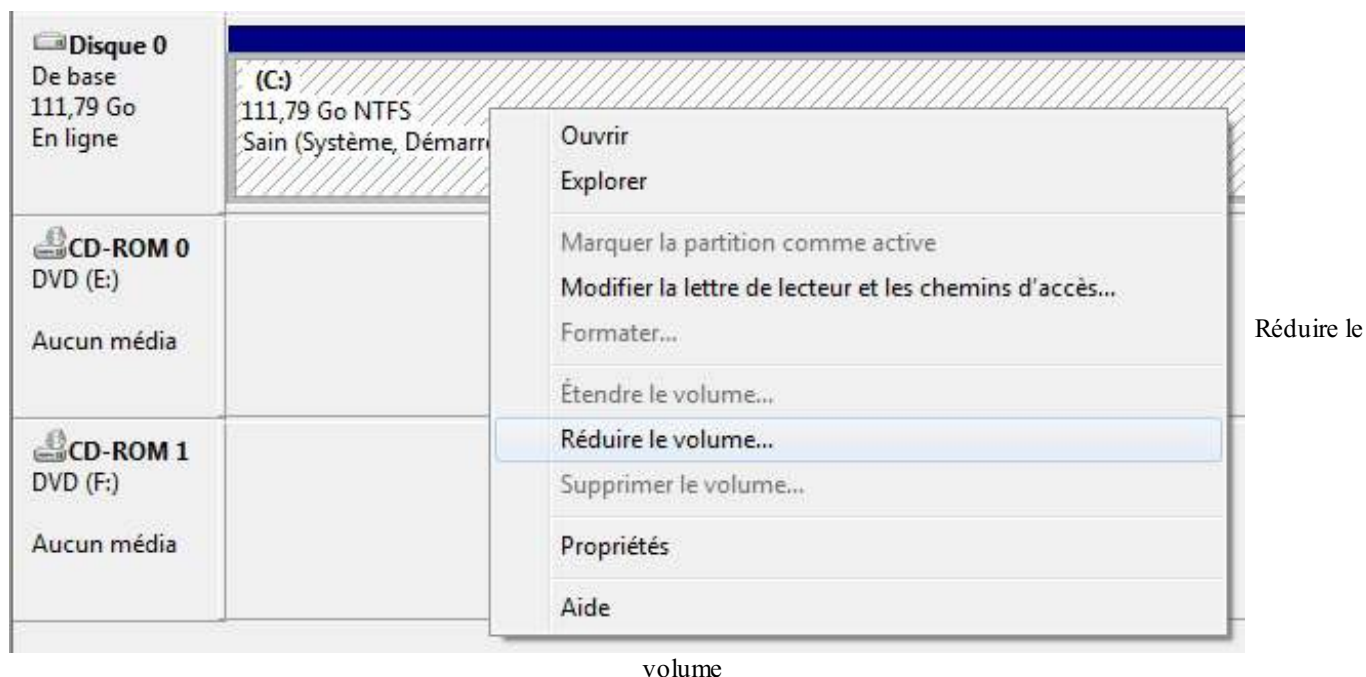 Disque 0
De base
111,79 Go
En ligne
(C:)
111,79 Go NTFS
Sain (Système, Démarr
Ouvrir
Explorer
Marquer la partition comme active
Modifier la lettre de lecteur et les chemins d'accès...
Formater...
Étendre le volume...
Réduire le volume...
Supprimer le volume...
Propriétés
Aide
CD-ROM 0
DVD (E:)
Aucun média
CD-ROM 1
DVD (F:)
Aucun média
Réduire le
volume